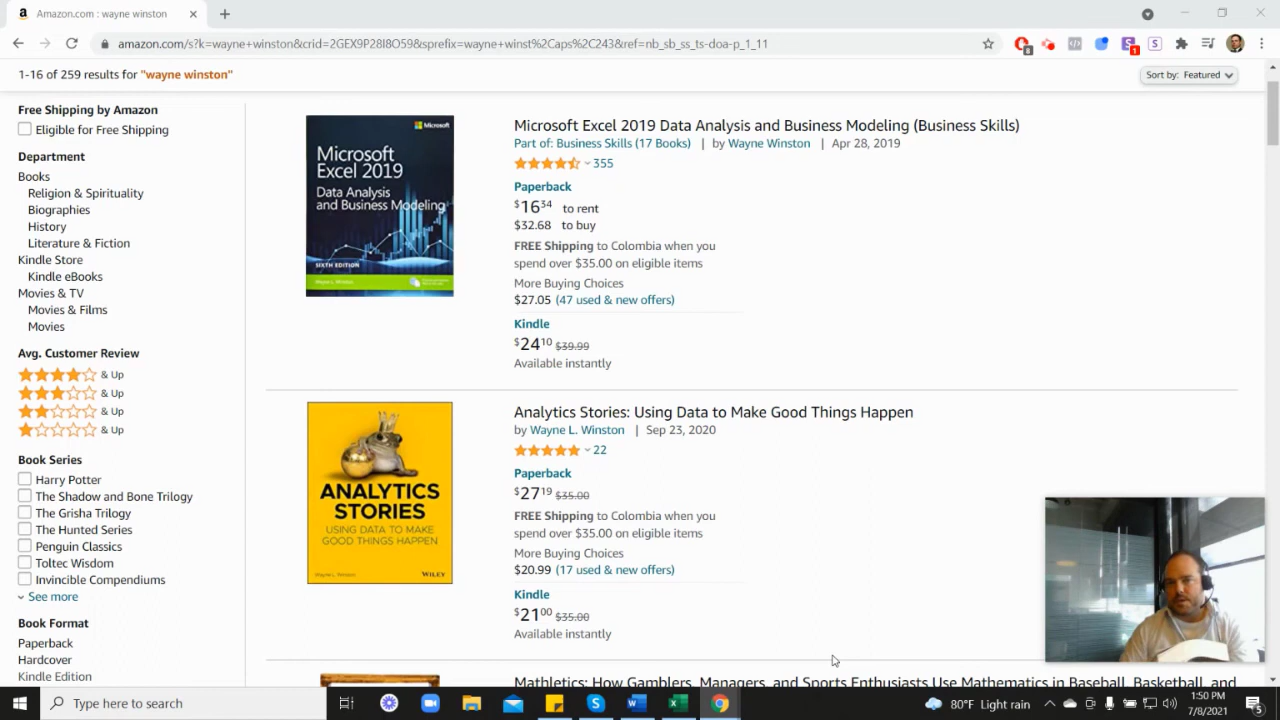 Amazon.com : wayne winston
amazon.com/s?k=wayne+winston&crid=2GEX9P28I8O59&sprefix=wayne+winst%2Caps%2C243&ref=nb_sb_ss_ts-doa-p_1_11
8
1
1-16 of 259 results for "wayne winston"
Sort by: Featured
Free Shipping by Amazon
Eligible for Free Shipping
Department
Books
Religion & Spirituality
Biographies
History
Literature & Fiction
Kindle Store
Kindle eBooks
Movies & TV
Movies & Films
Movies
Avg. Customer Review
& Up
& Up
& Up
& Up
Book Series
Harry Potter
The Shadow and Bone Trilogy
The Grisha Trilogy
The Hunted Series
Penguin Classics
Toltec Wisdom
Invincible Compendiums
See more
Book Format
Paperback
Hardcover
Kindle Edition
Microsoft
Microsoft
Excel 2019
Data Analysis
and Business Modeling
SIXTH EDITION
Wayne L. Winston
Microsoft Excel 2019 Data Analysis and Business Modeling (Business Skills)
Part of: Business Skills (17 Books) | by Wayne Winston | Apr 28, 2019
355
Paperback
$16 34 to rent
$32.68 to buy
FREE Shipping to Colombia when you
spend over $35.00 on eligible items
More Buying Choices
$27.05 (47 used & new offers)
Kindle
$24 10 $39.99
Available instantly
ANALYTICS
STORIES
USING DATA TO MAKE
GOOD THINGS HAPPEN
Wayne L. Winston
WILEY
Analytics Stories: Using Data to Make Good Things Happen
by Wayne L. Winston | Sep 23, 2020
22
Paperback
$27 19 $35.00
FREE Shipping to Colombia when you
spend over $35.00 on eligible items
More Buying Choices
$20.99 (17 used & new offers)
Kindle
$21 00 $35.00
Available instantly
Mathletics: How Gamblers, Managers, and Sports Enthusiasts Use Mathematics in Baseball, Basketball, and
Type here to search
80°F Light rain
1:50 PM
7/8/2021
5